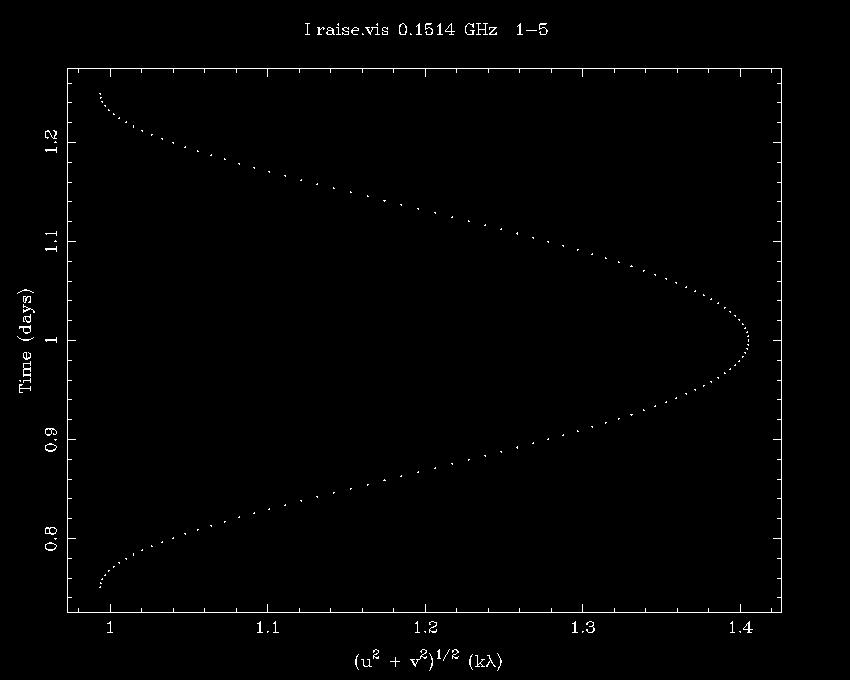 I raise.vis 0.1514 GHz 1-5
1.2
1.1
1
0.9
0.8
Time (days)
1 1.1 1.2 1.3 1.4
(u² + v²)^1/2 (kλ)